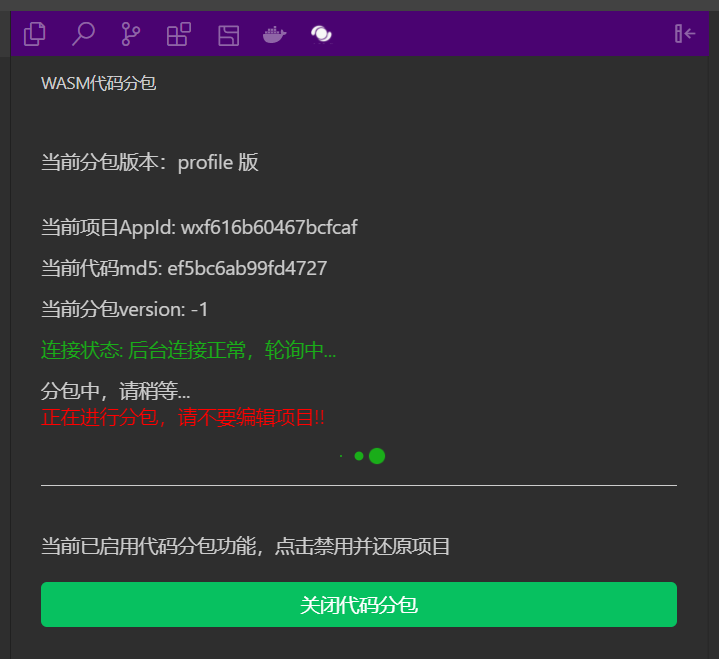 WASM代码分包
当前分包版本：profile 版
当前项目AppId: wxf616b60467bcfcaf
当前代码md5: ef5bc6ab99fd4727
当前分包version: -1
连接状态: 后台连接正常，轮询中...
分包中，请稍等...
正在进行分包，请不要编辑项目!!
当前已启用代码分包功能，点击禁用并还原项目
关闭代码分包